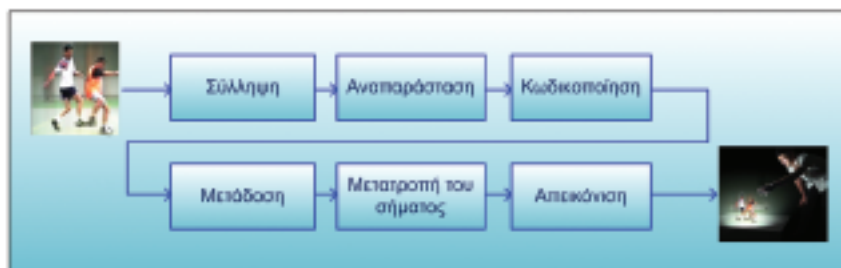 Σύλληψη
Αναπαράσταση
Κωδικοποίηση
Μετάδοση
Μετατροπή του
σήματος
Απεικόνιση